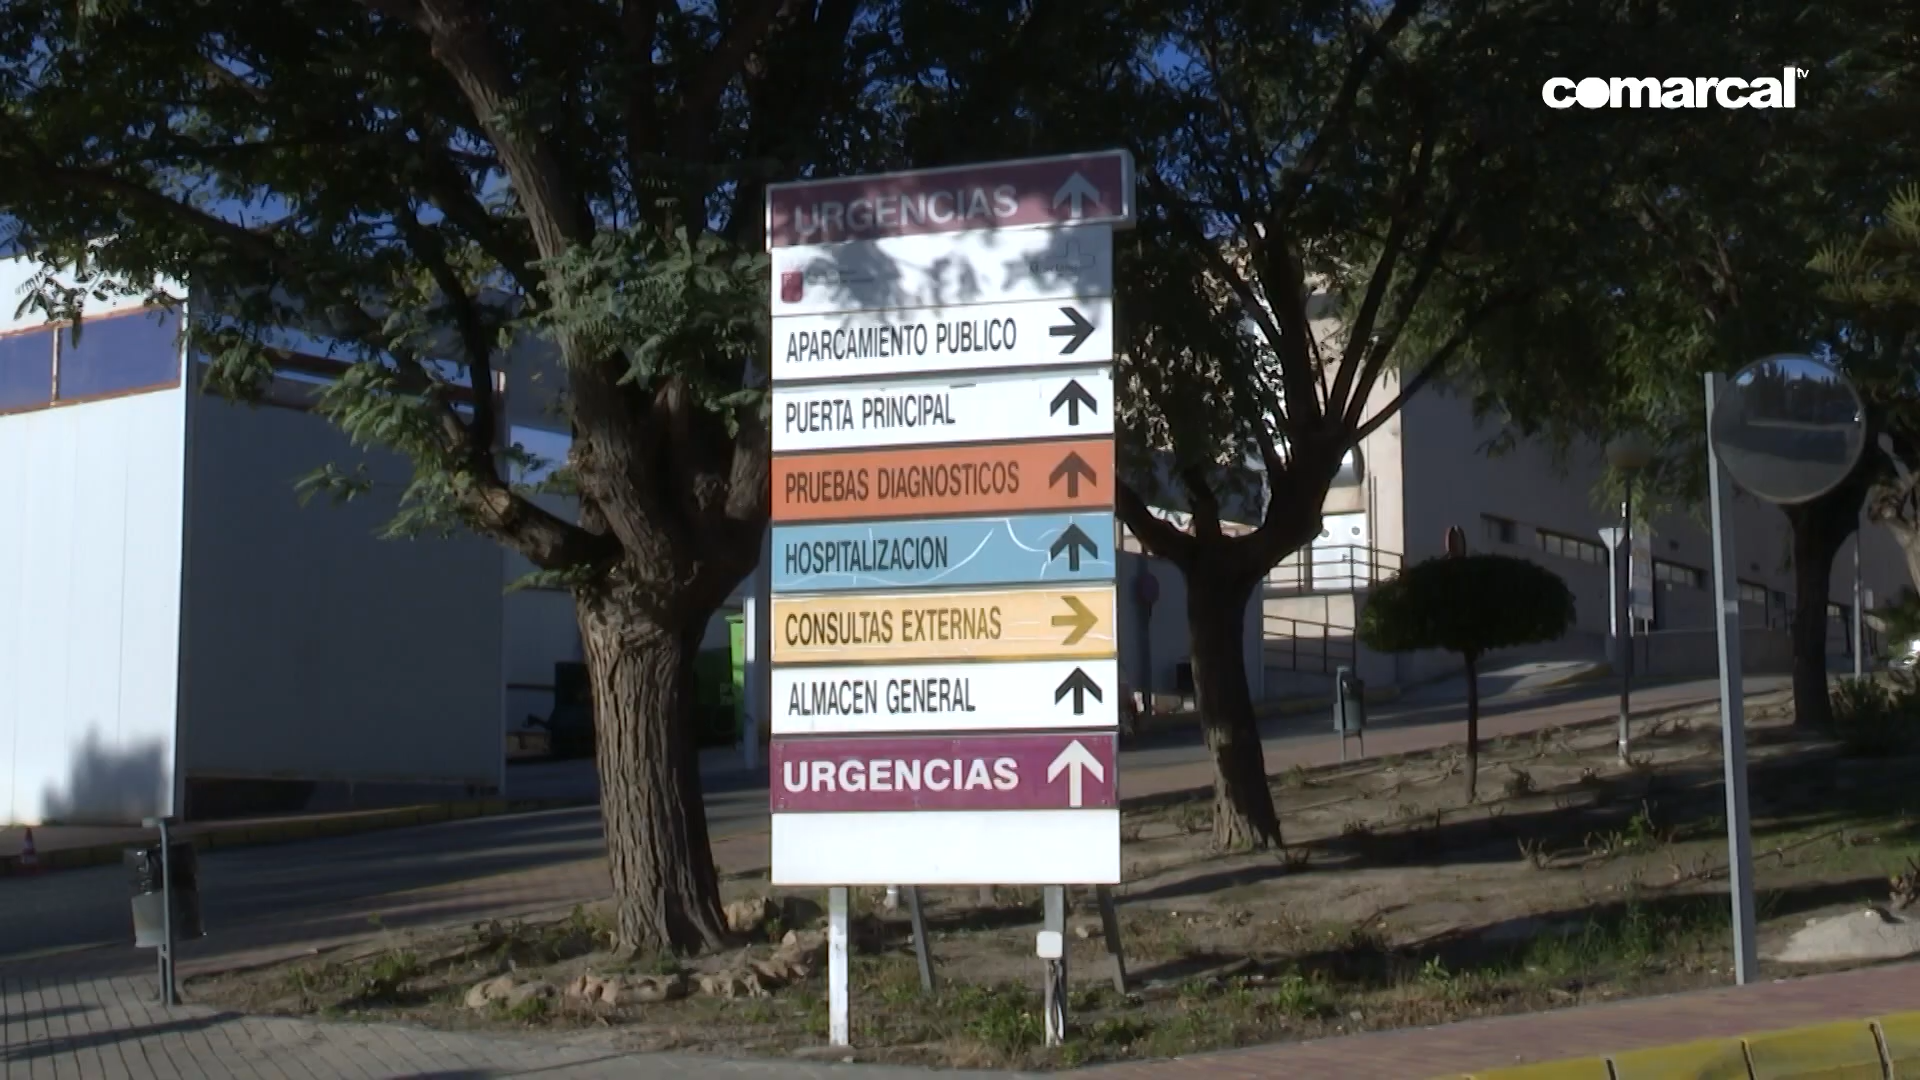 comarcal tv
URGENCIAS
APARCAMIENTO PUBLICO
PUERTA PRINCIPAL
PRUEBAS DIAGNOSTICOS
HOSPITALIZACION
CONSULTAS EXTERNAS
ALMACEN GENERAL
URGENCIAS